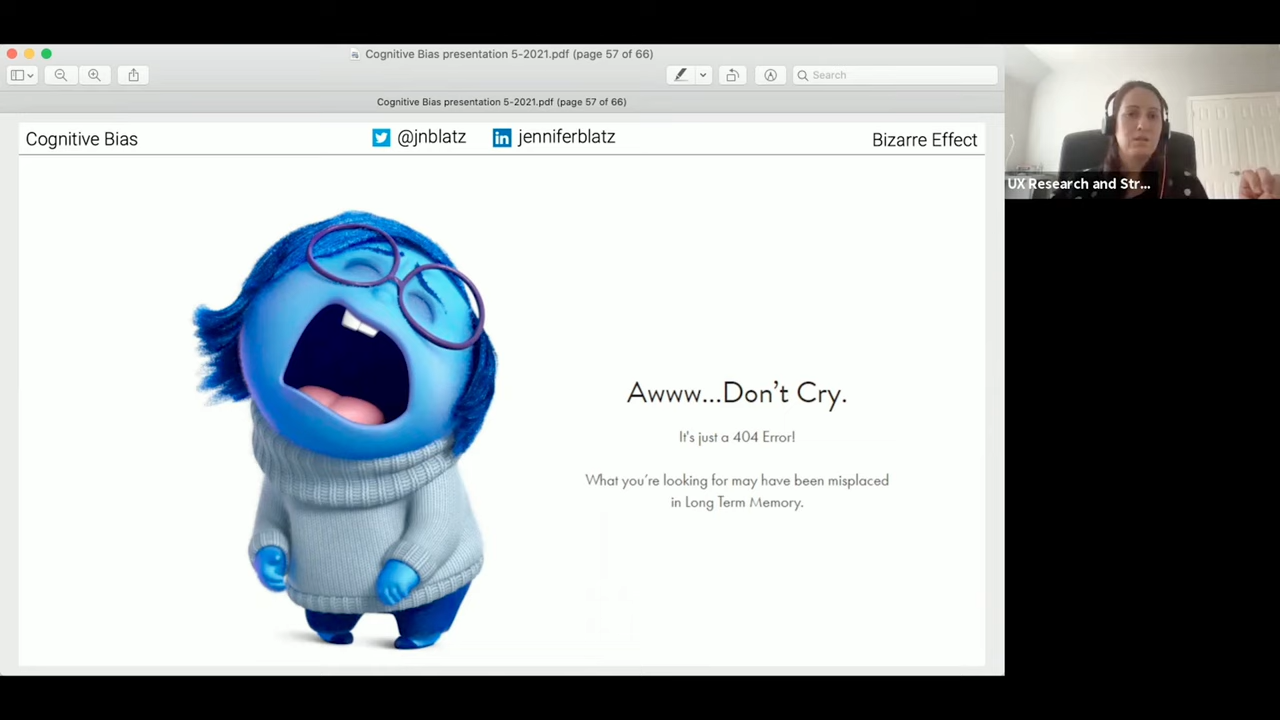 Cognitive Bias presentation 5-2021.pdf (page 57 of 66)
Search
Cognitive Bias presentation 5-2021.pdf (page 57 of 66)
Cognitive Bias
@jnblatz
in jenniferblatz
Bizarre Effect
UX Research and Str...
Awww...Don't Cry.
It's just a 404 Error!
What you're looking for may have been misplaced
in Long Term Memory.